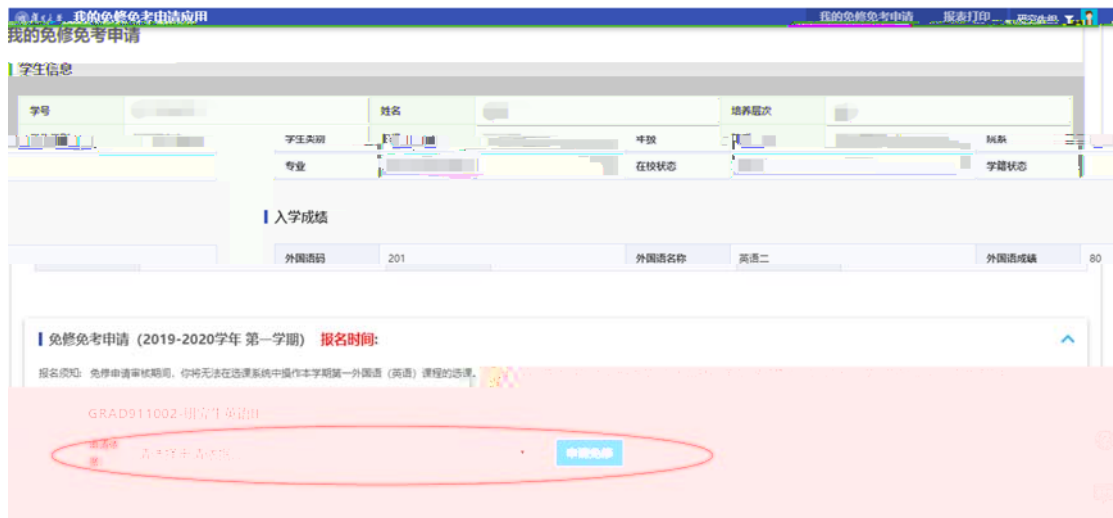 我的免修免考申请应用 我的免修免考申请 报表打印
我的免修免考申请
学生信息
学号 姓名 培养层次
学生类别 年级 院系
专业 在校状态 学籍状态
入学成绩
外国语码 201 外国语名称 英语二 外国语成绩 80
免修免考申请 (2019-2020学年 第一学期) 报名时间:
报名须知: 免修申请审核期间, 你将无法在选课系统中操作本学期第一外国语 (英语) 课程的选课。
GRAD911002-研究生英语II
申请免修